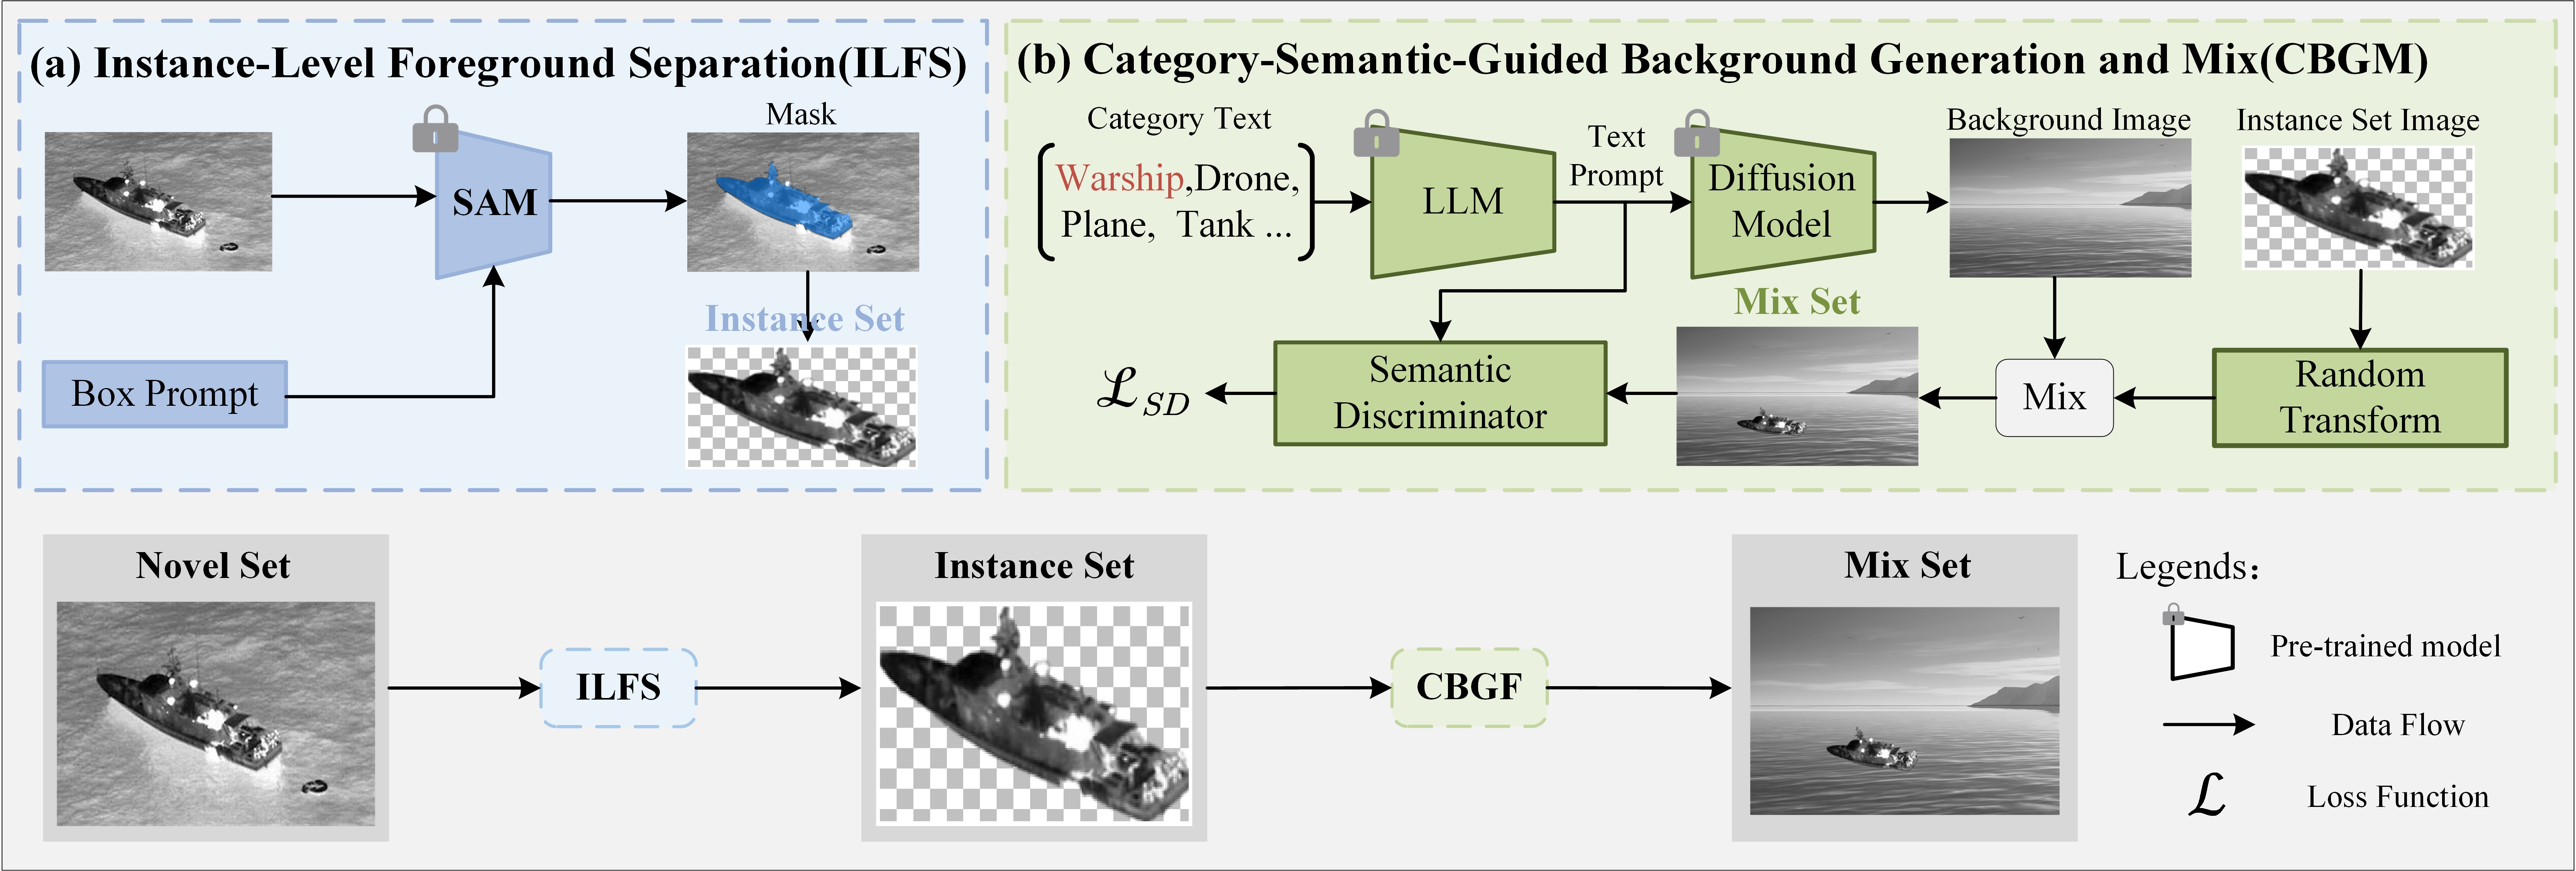 (a) Instance-Level Foreground Separation(ILFS)
Mask
SAM
Box Prompt
Instance Set
(b) Category-Semantic-Guided Background Generation and Mix(CBGM)
Category Text
Warship,Drone,
Plane, Tank ...
LLM
Text
Prompt
Diffusion
Model
Background Image
Instance Set Image
Mix Set
ℒSD
Semantic
Discriminator
Mix
Random
Transform
Novel Set
ILFS
Instance Set
CBGF
Mix Set
Legends：
Pre-trained model
Data Flow
ℒ
Loss Function